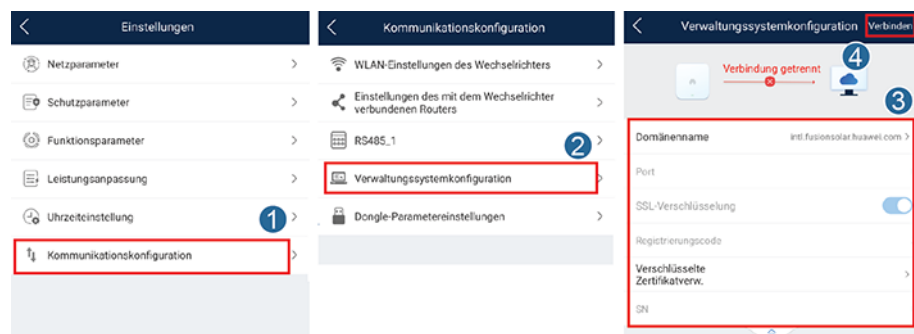 Einstellungen
Netzparameter
Schutzparameter
Funktionsparameter
Leistungsanpassung
Uhrzeiteinstellung
1
Kommunikationskonfiguration
Kommunikationskonfiguration
WLAN-Einstellungen des Wechselrichters
Einstellungen des mit dem Wechselrichter
verbundenen Routers
RS485_1
2
Verwaltungssystemkonfiguration
Dongle-Parametereinstellungen
Verwaltungssystemkonfiguration Verbinden
4
Verbindung getrennt
3
Domänenname intl.fusionsolar.huawei.com
Port
SSL-Verschlüsselung
Registrierungscode
Verschlüsselte
Zertifikatverw.
SN